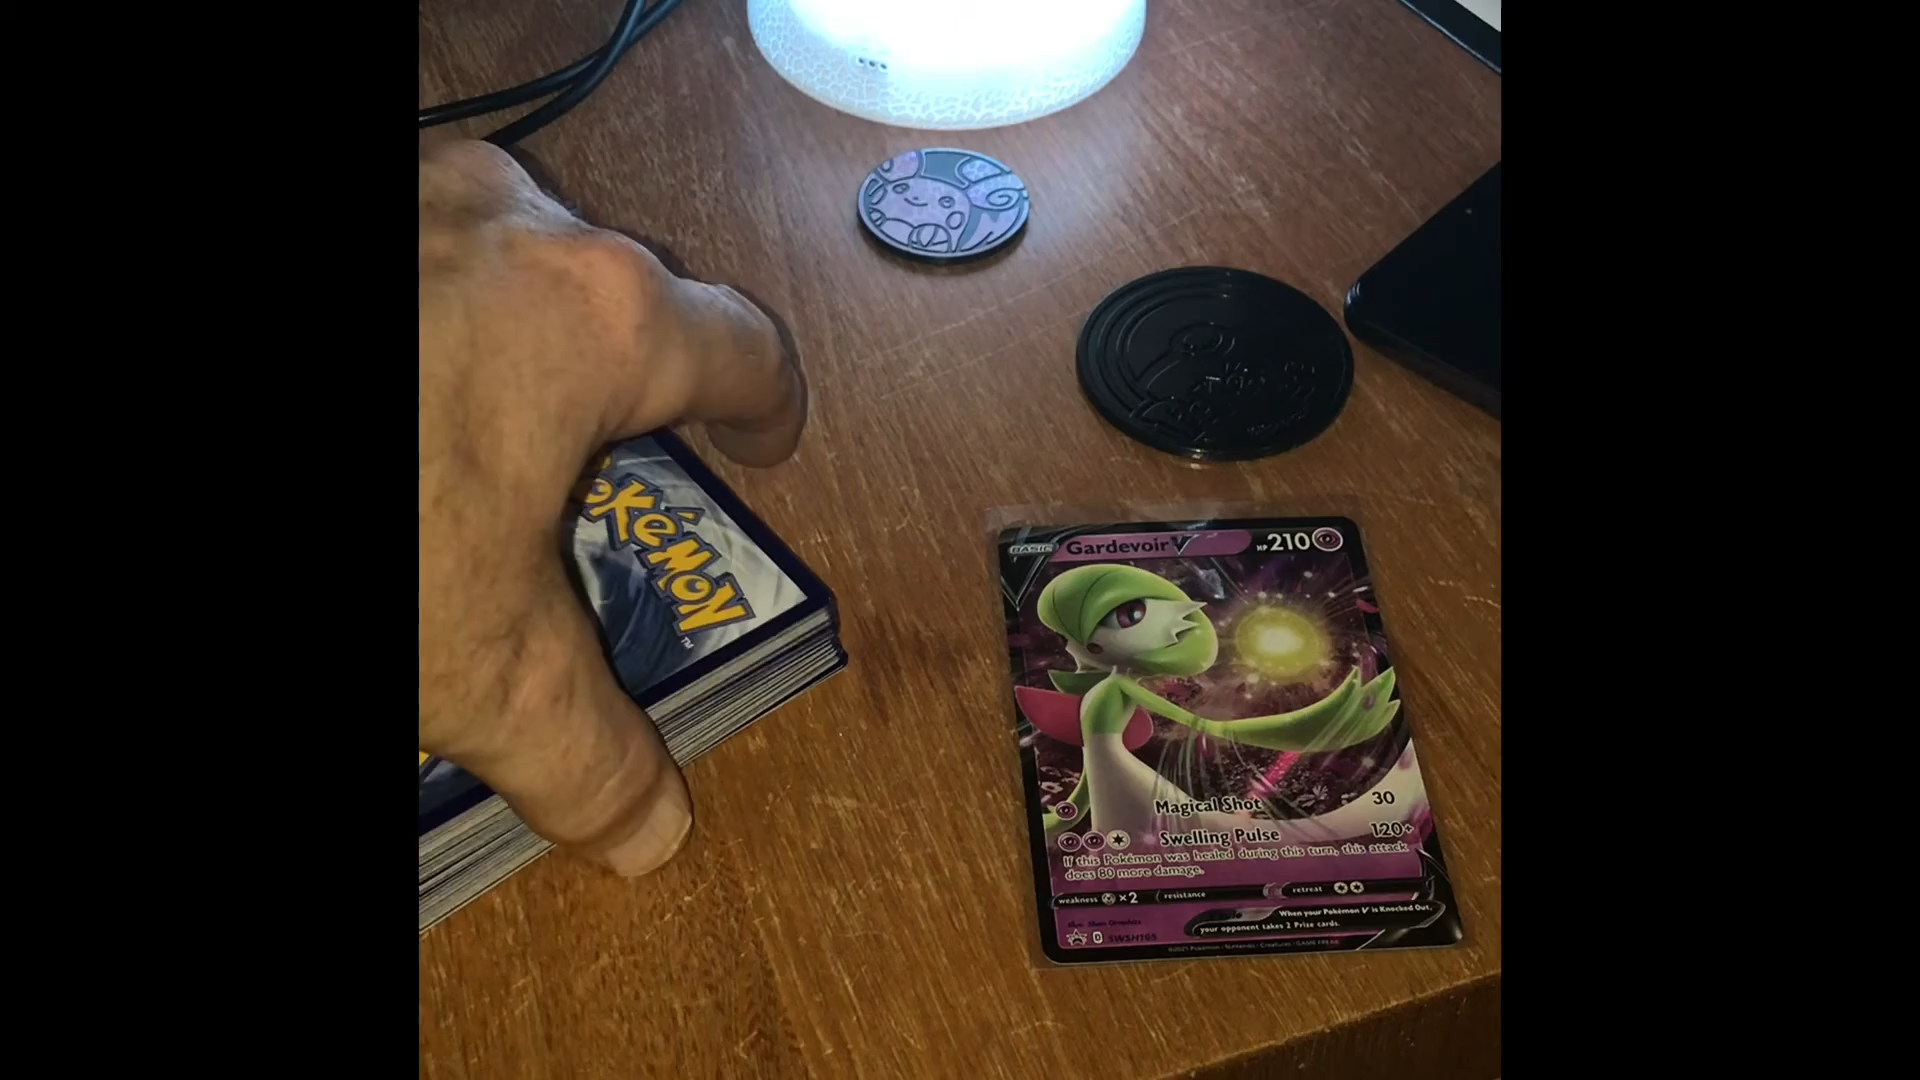 Pokémon
TM
BASIC Gardevoir V HP 210
Magical Shot 30
Swelling Pulse 120+
If this Pokémon was healed during this turn, this attack
does 80 more damage.
weakness ×2 resistance retreat
When your Pokémon V is Knocked Out,
your opponent takes 2 Prize cards.
D SWSH105
©2021 Pokémon / Nintendo / Creatures / GAME FREAK